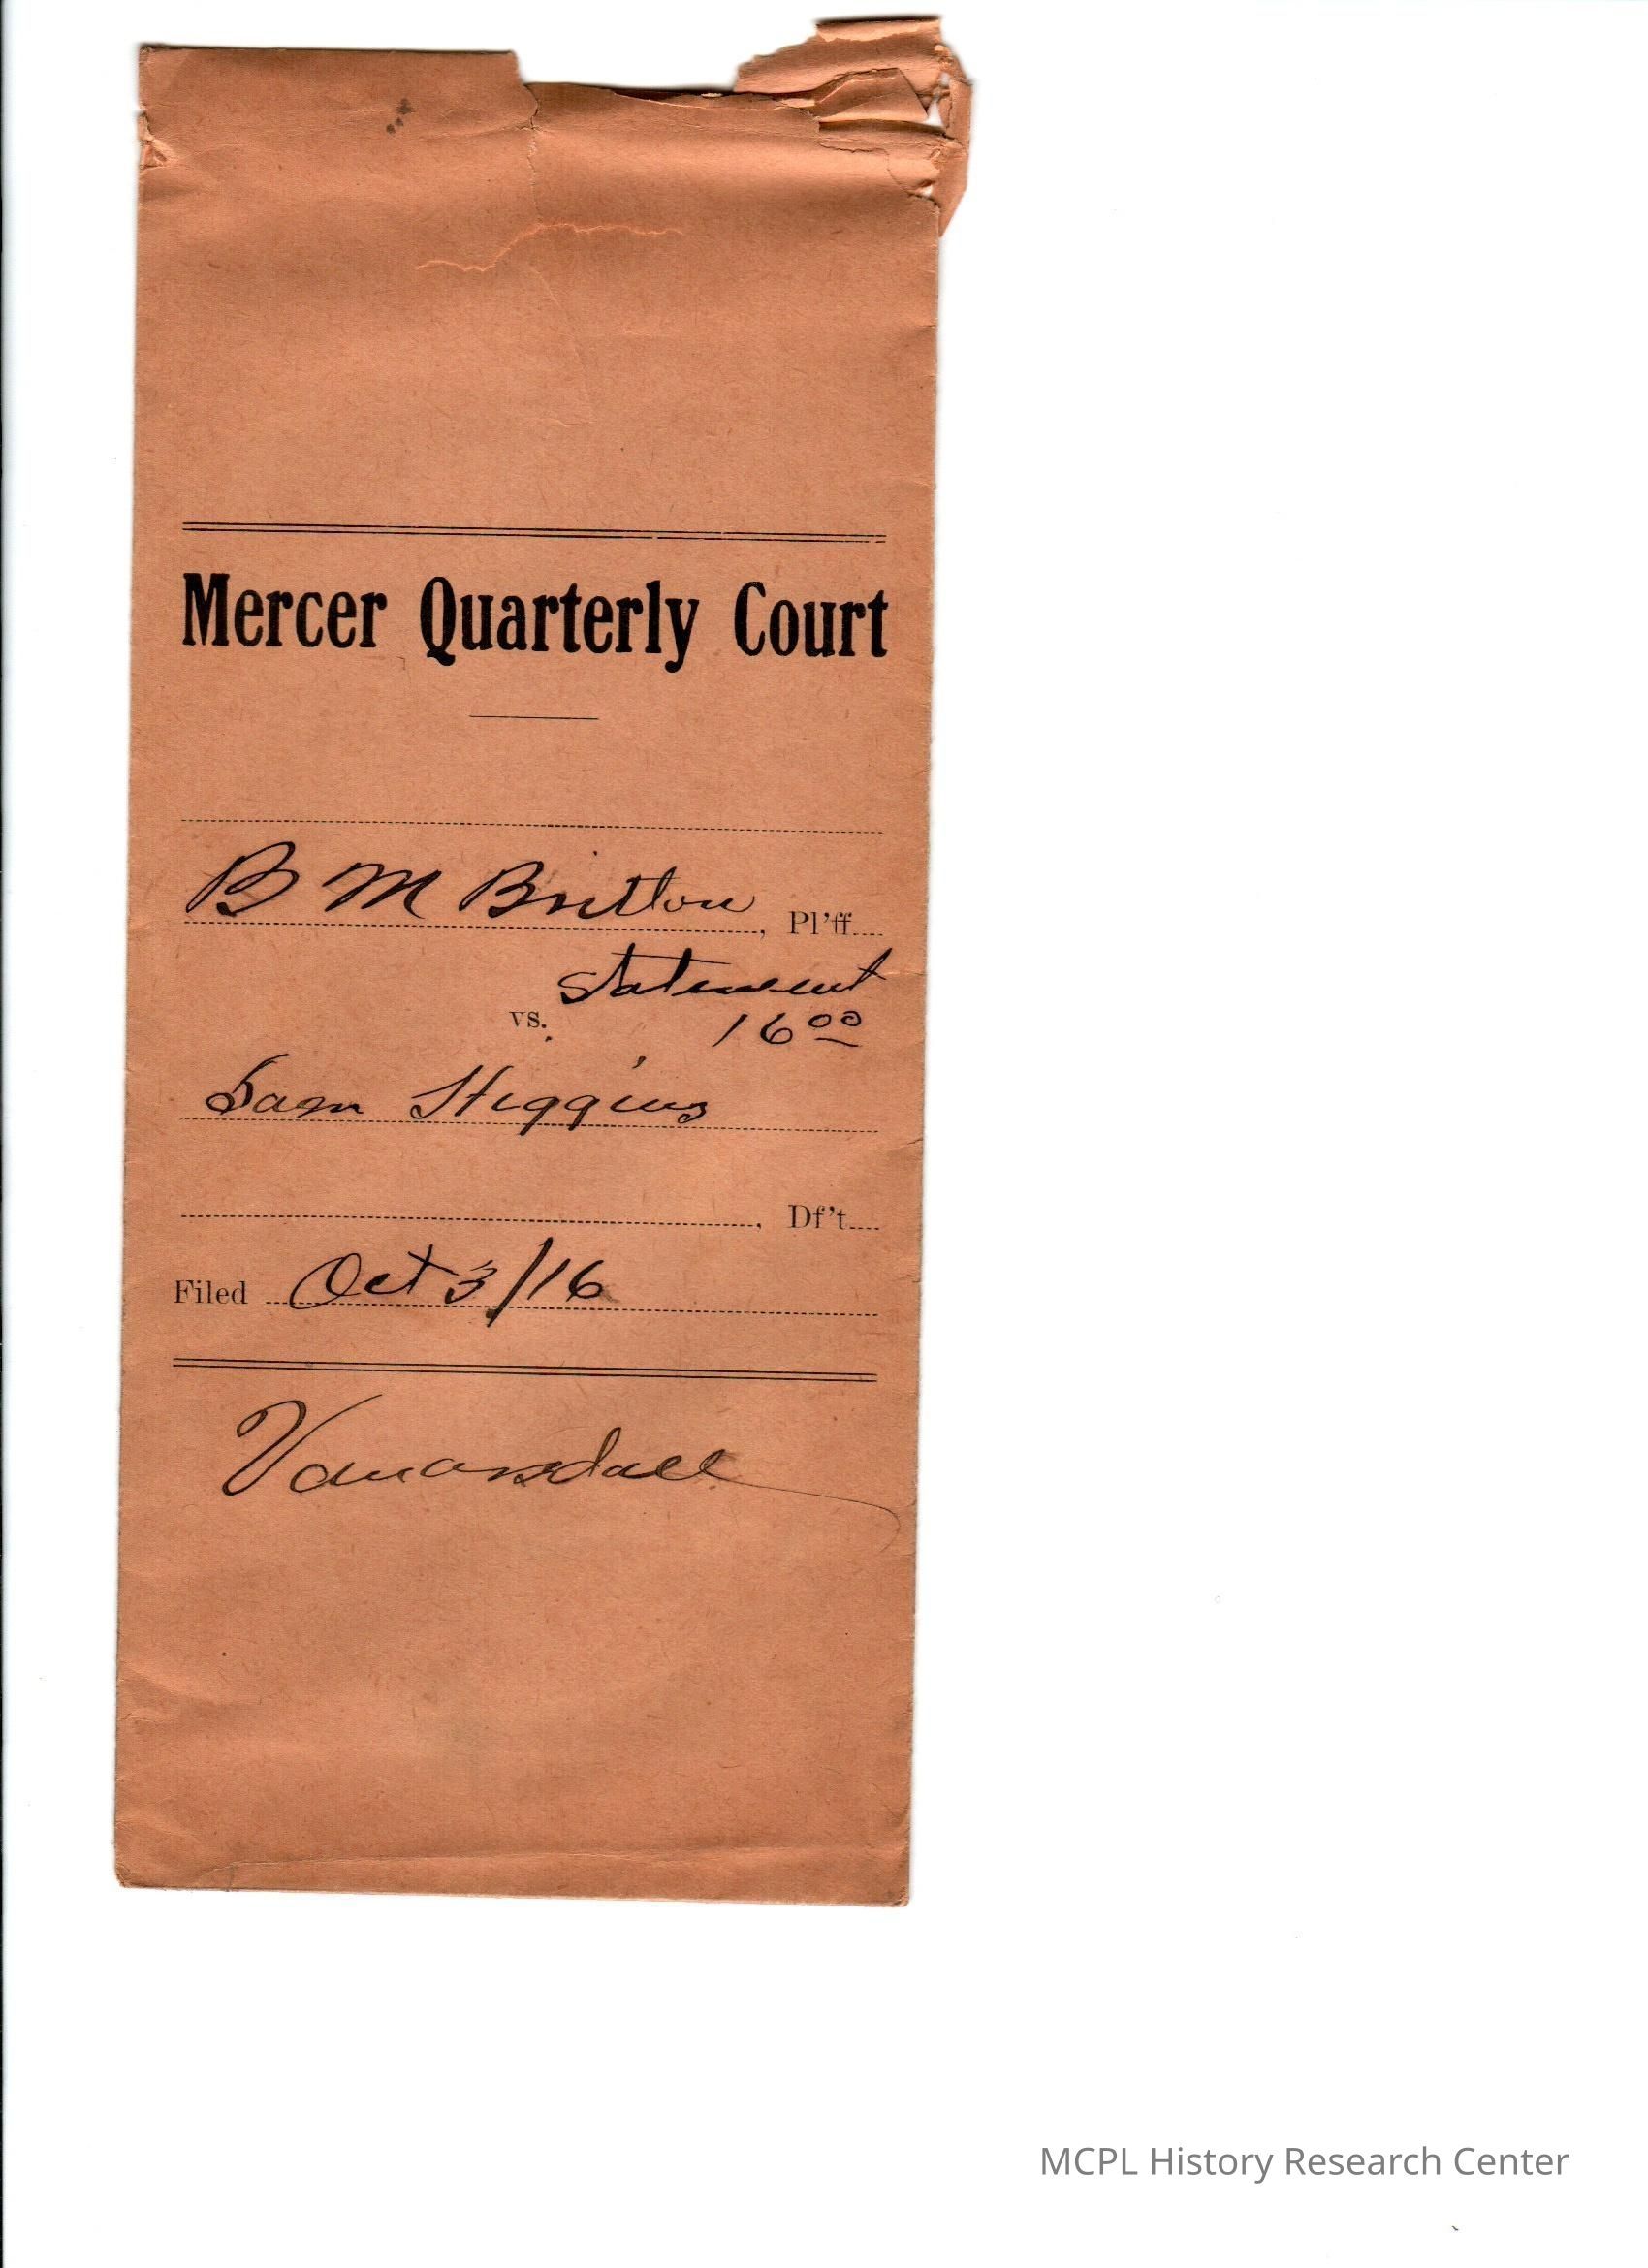 Mercer Quarterly Court
B M Britton, Pl'ff
Statement
vs. 16 00
Sam Higgins
, Df't
Filed Oct 3/16
Vanarsdall
MCPL History Research Center